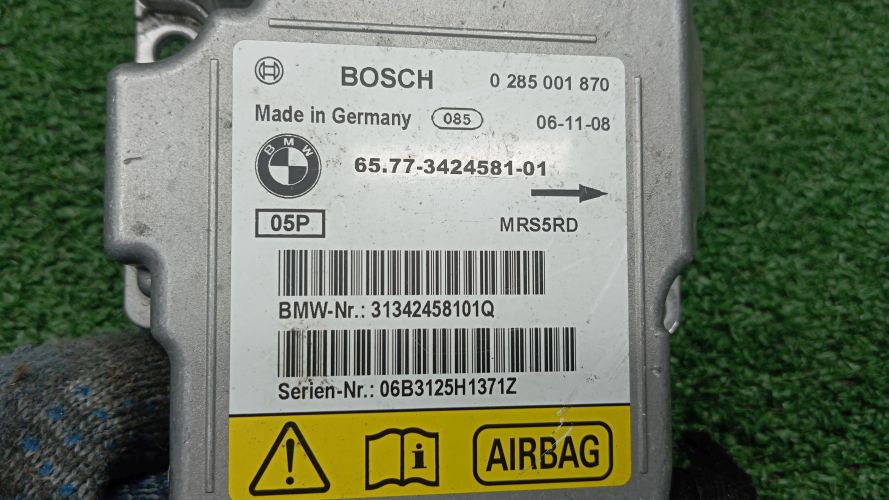 BOSCH 0 285 001 870
Made in Germany 085 06-11-08
BMW 65.77-3424581-01
05P MRS5RD
BMW-Nr.: 31342458101Q
Serien-Nr.: 06B3125H1371Z
AIRBAG